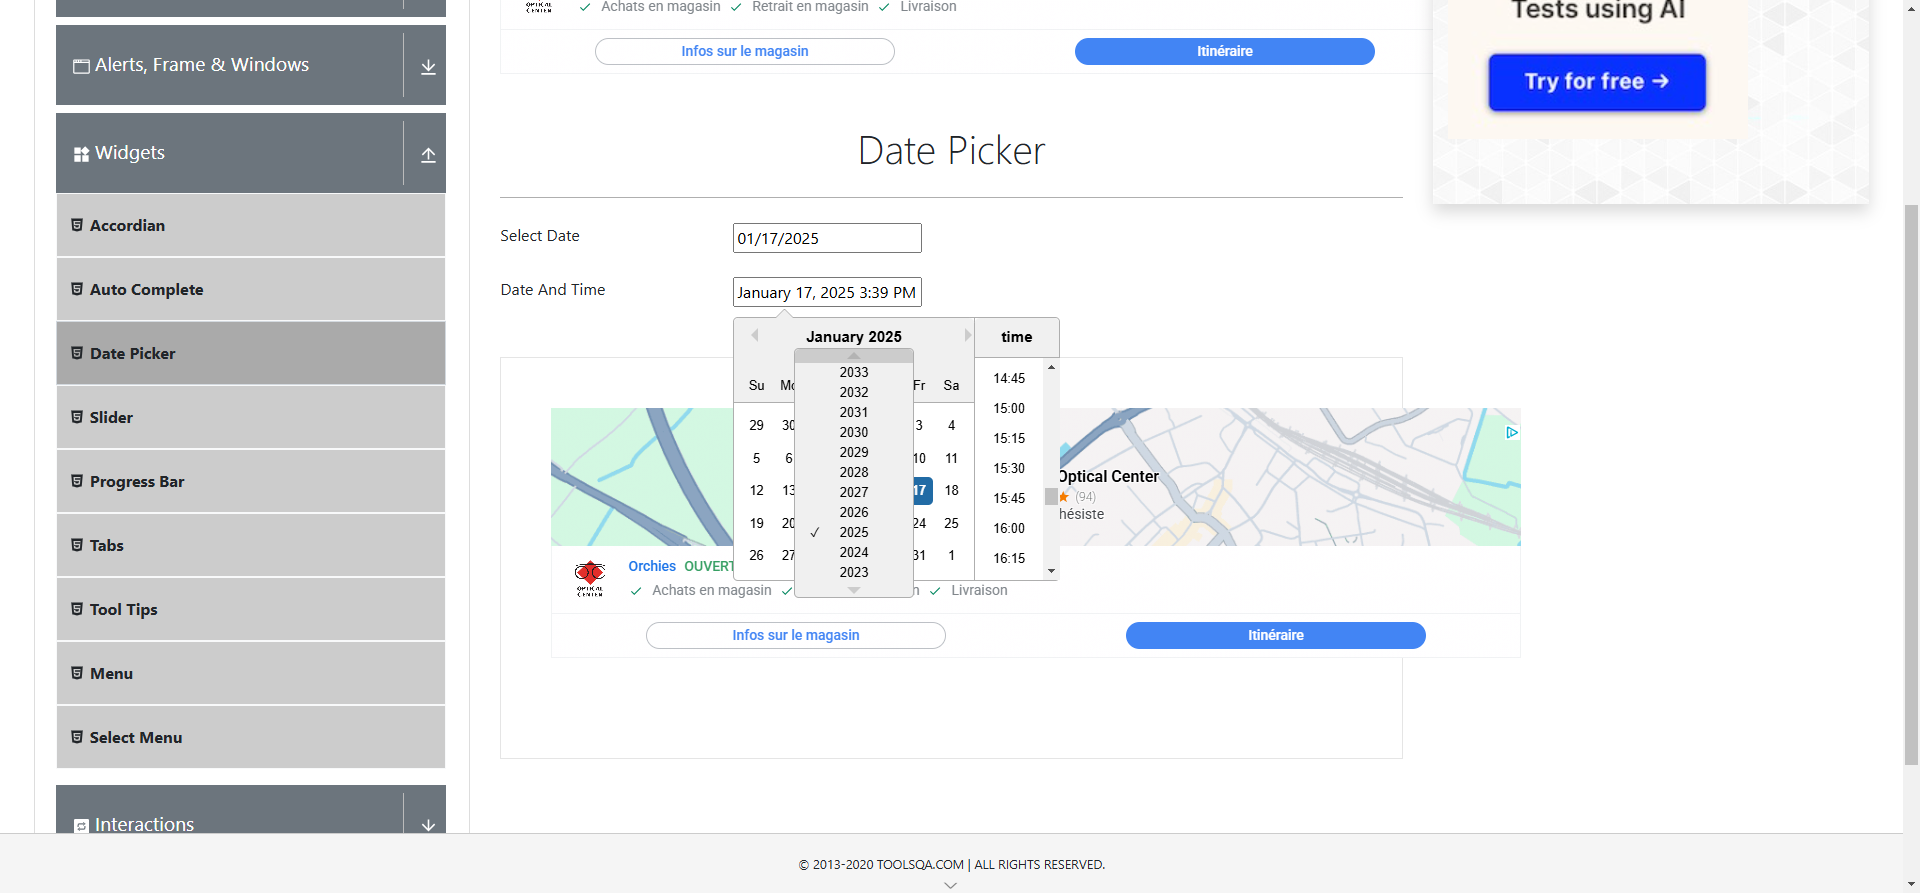 OPTICAL
CENTER
Achats en magasin Retrait en magasin Livraison
Infos sur le magasin
Itinéraire
Tests using AI
Try for free →
Alerts, Frame & Windows
Widgets
Accordian
Auto Complete
Date Picker
Slider
Progress Bar
Tabs
Tool Tips
Menu
Select Menu
Interactions
Date Picker
Select Date
01/17/2025
Date And Time
January 17, 2025 3:39 PM
January 2025
time
Su Mo Fr Sa
29 30 3 4
5 6 10 11
12 13 17 18
19 20 24 25
26 27 31 1
2033
2032
2031
2030
2029
2028
2027
2026
✓ 2025
2024
2023
14:45
15:00
15:15
15:30
15:45
16:00
16:15
Optical Center
(94)
hésiste
OPTICAL
CENTER
Orchies OUVERT
Achats en magasin n Livraison
Infos sur le magasin
Itinéraire
© 2013-2020 TOOLSQA.COM | ALL RIGHTS RESERVED.